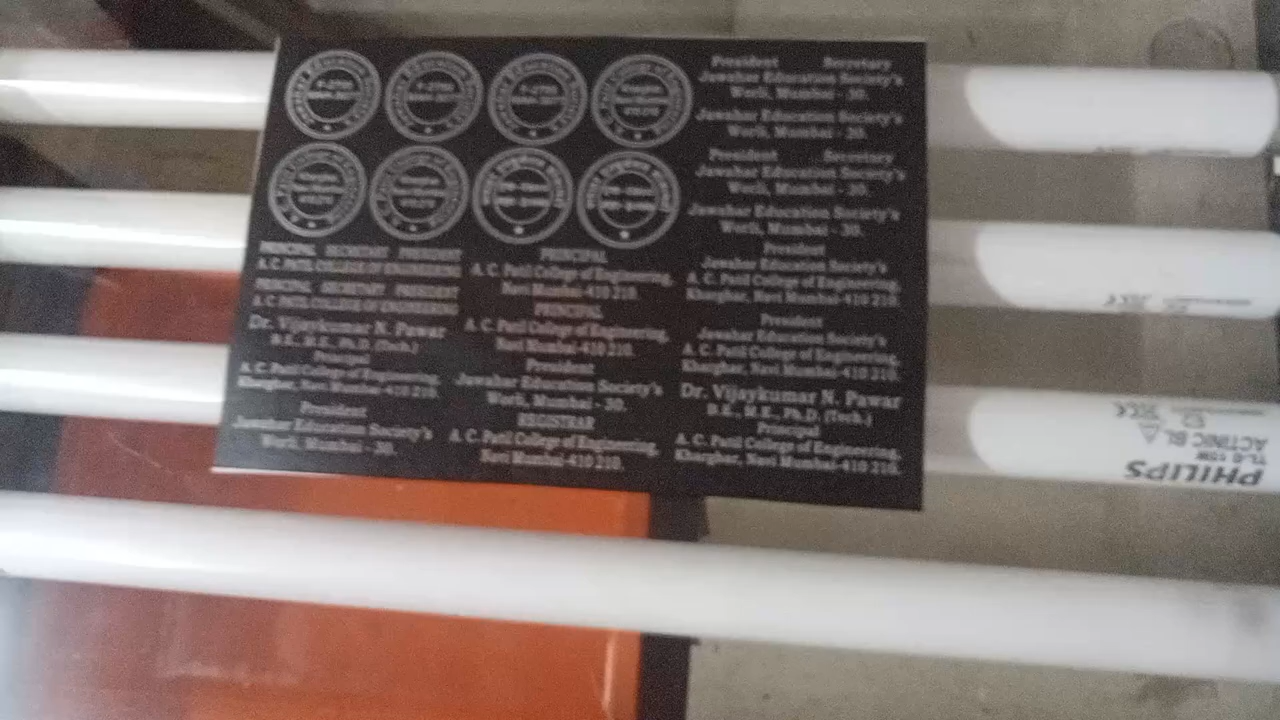 President Secretary
Jawahar Education Society's
Worli, Mumbai - 30.
Jawahar Education Society's
Worli, Mumbai - 30.
President Secretary
Jawahar Education Society's
Worli, Mumbai - 30.
Jawahar Education Society's
Worli, Mumbai - 30.
PRINCIPAL SECRETARY PRESIDENT
A. C. PATIL COLLEGE OF ENGINEERING
PRINCIPAL SECRETARY PRESIDENT
A. C. PATIL COLLEGE OF ENGINEERING
Dr. Vijaykumar N. Pawar
B.E., M.E., Ph.D. (Tech.)
Principal
A. C. Patil College of Engineering,
Kharghar, Navi Mumbai-410 210.
President
Jawahar Education Society's
Worli, Mumbai - 30.
PRINCIPAL
A. C. Patil College of Engineering,
Navi Mumbai-410 210.
PRINCIPAL
A. C. Patil College of Engineering,
Navi Mumbai-410 210.
President
Jawahar Education Society's
Worli, Mumbai - 30.
REGISTRAR
A. C. Patil College of Engineering,
Navi Mumbai-410 210.
President
Jawahar Education Society's
A. C. Patil College of Engineering,
Kharghar, Navi Mumbai-410 210.
President
Jawahar Education Society's
A. C. Patil College of Engineering,
Kharghar, Navi Mumbai-410 210.
Dr. Vijaykumar N. Pawar
B.E., M.E., Ph.D. (Tech.)
Principal
A. C. Patil College of Engineering,
Kharghar, Navi Mumbai-410 210.
PHILIPS
ACTINIC BL